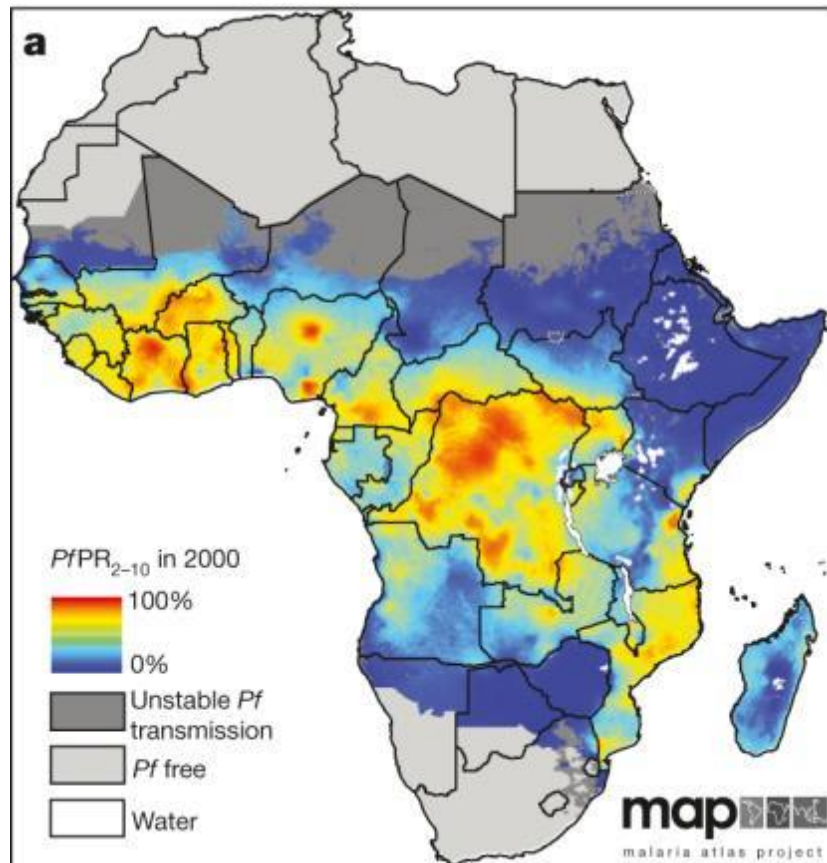 a
PfPR2–10 in 2000
100%
0%
Unstable Pf
transmission
Pf free
Water
map
malaria atlas project